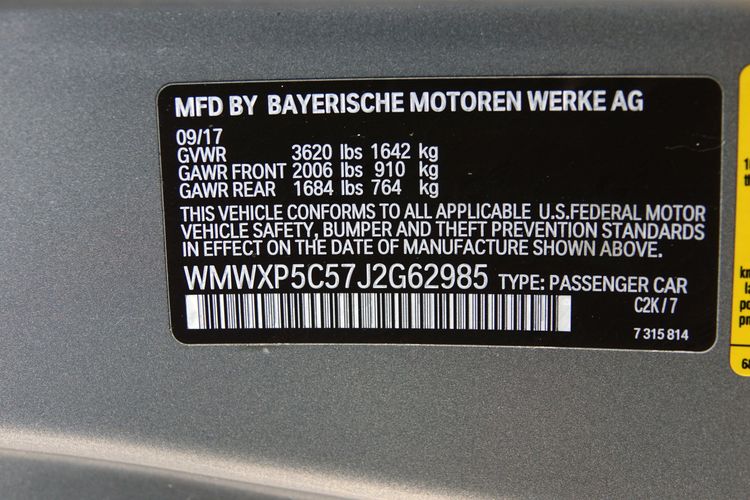 MFD BY BAYERISCHE MOTOREN WERKE AG
09/17
GVWR 3620 lbs 1642 kg
GAWR FRONT 2006 lbs 910 kg
GAWR REAR 1684 lbs 764 kg
THIS VEHICLE CONFORMS TO ALL APPLICABLE U.S.FEDERAL MOTOR
VEHICLE SAFETY, BUMPER AND THEFT PREVENTION STANDARDS
IN EFFECT ON THE DATE OF MANUFACTURE SHOWN ABOVE.
WMWXP5C57J2G62985 TYPE: PASSENGER CAR
C2K/7
7 315 814